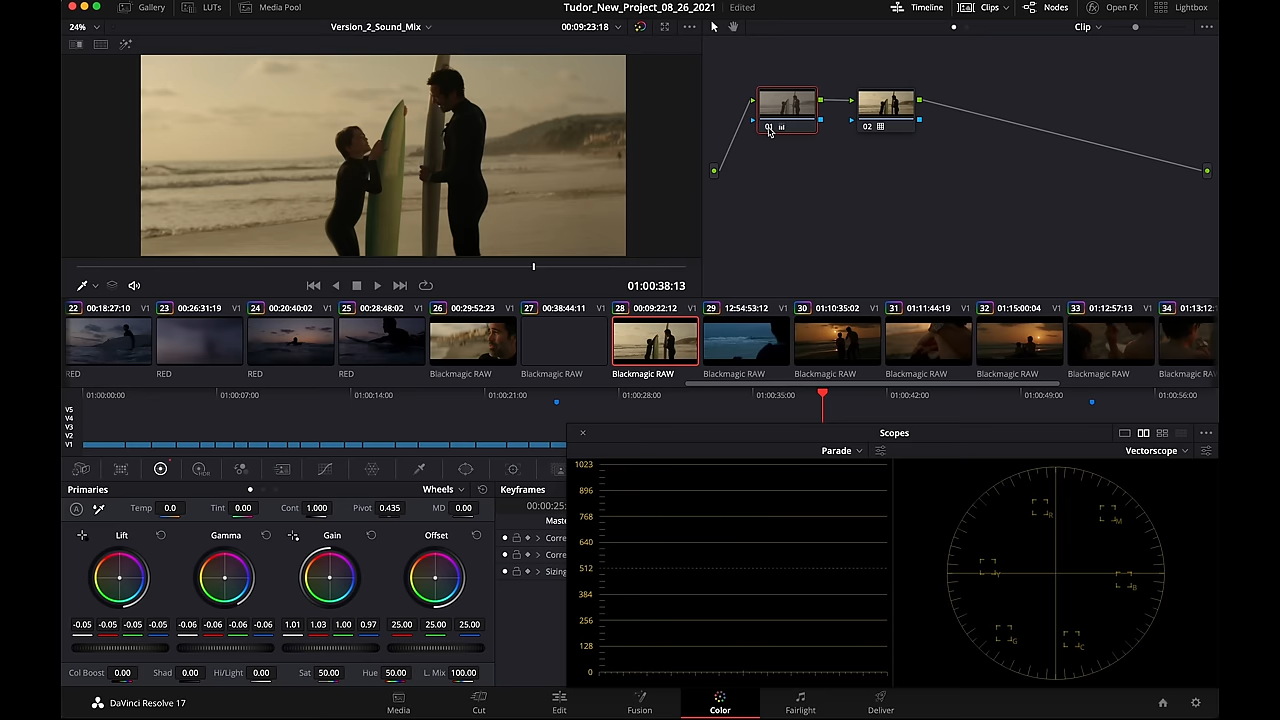 Gallery LUTs Media Pool Tudor_New_Project_08_26_2021 Edited Timeline Clips Nodes Open FX Lightbox
24% Version_2_Sound_Mix 00:09:23:18 Clip
01 02
01:00:38:13
22 00:18:27:10 V1 23 00:26:31:19 V1 24 00:20:40:02 V1 25 00:28:48:02 V1 26 00:29:52:23 V1 27 00:38:44:11 V1 28 00:09:22:12 V1 29 12:54:53:12 V1 30 01:10:35:02 V1 31 01:11:44:19 V1 32 01:15:00:04 V1 33 01:12:57:13 V1 34 01:13:12:
RED RED RED RED Blackmagic RAW Blackmagic RAW Blackmagic RAW Blackmagic RAW Blackmagic RAW Blackmagic RAW Blackmagic RAW Blackmagic RAW Blackmagic RAW
01:00:00:00 01:00:07:00 01:00:14:00 01:00:21:00 01:00:28:00 01:00:35:00 01:00:42:00 01:00:49:00 01:00:56:00
V5
V4
V3
V2
V1
Scopes
Parade Vectorscope
Primaries Wheels Keyframes
Temp 0.0 Tint 0.00 Cont 1.000 Pivot 0.435 MD 0.00 00:00:25:
Maste
Lift Gamma Gain Offset Corre
Corre
Sizing
-0.05 -0.05 -0.05 -0.05 -0.06 -0.06 -0.06 -0.06 1.01 1.03 1.00 0.97 25.00 25.00 25.00
Col Boost 0.00 Shad 0.00 Hi/Light 0.00 Sat 50.00 Hue 50.00 L. Mix 100.00
1023
896
768
640
512
384
256
128
0
R M
Y B
G C
DaVinci Resolve 17 Media Cut Edit Fusion Color Fairlight Deliver